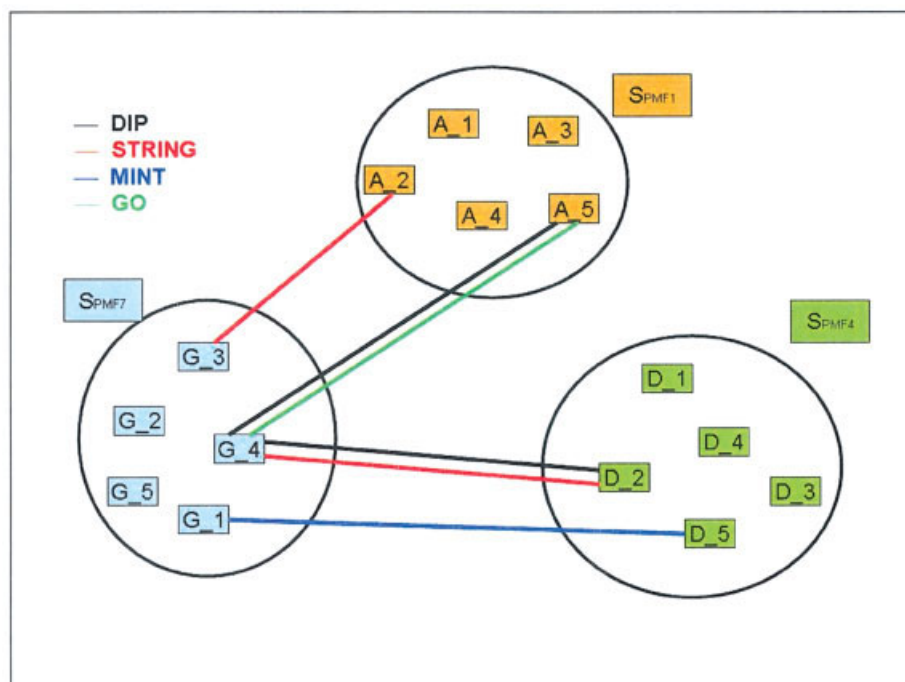 SPMF1
A_1
A_3
DIP
STRING
MINT
GO
A_2
A_4
A_5
SPMF7
SPMF4
G_3
D_1
G_2
G_4
D_4
D_2
G_5
D_3
G_1
D_5